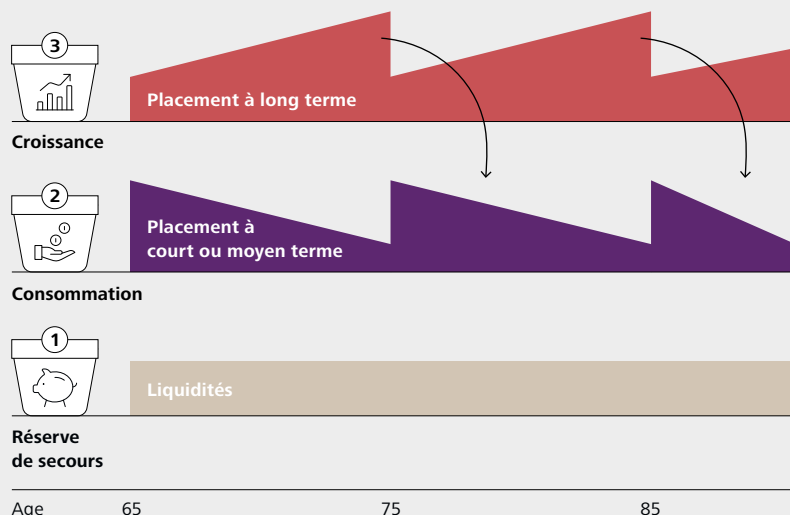 3
Placement à long terme
Croissance
2
Placement à
court ou moyen terme
Consommation
1
Liquidités
Réserve
de secours
Age 65 75 85